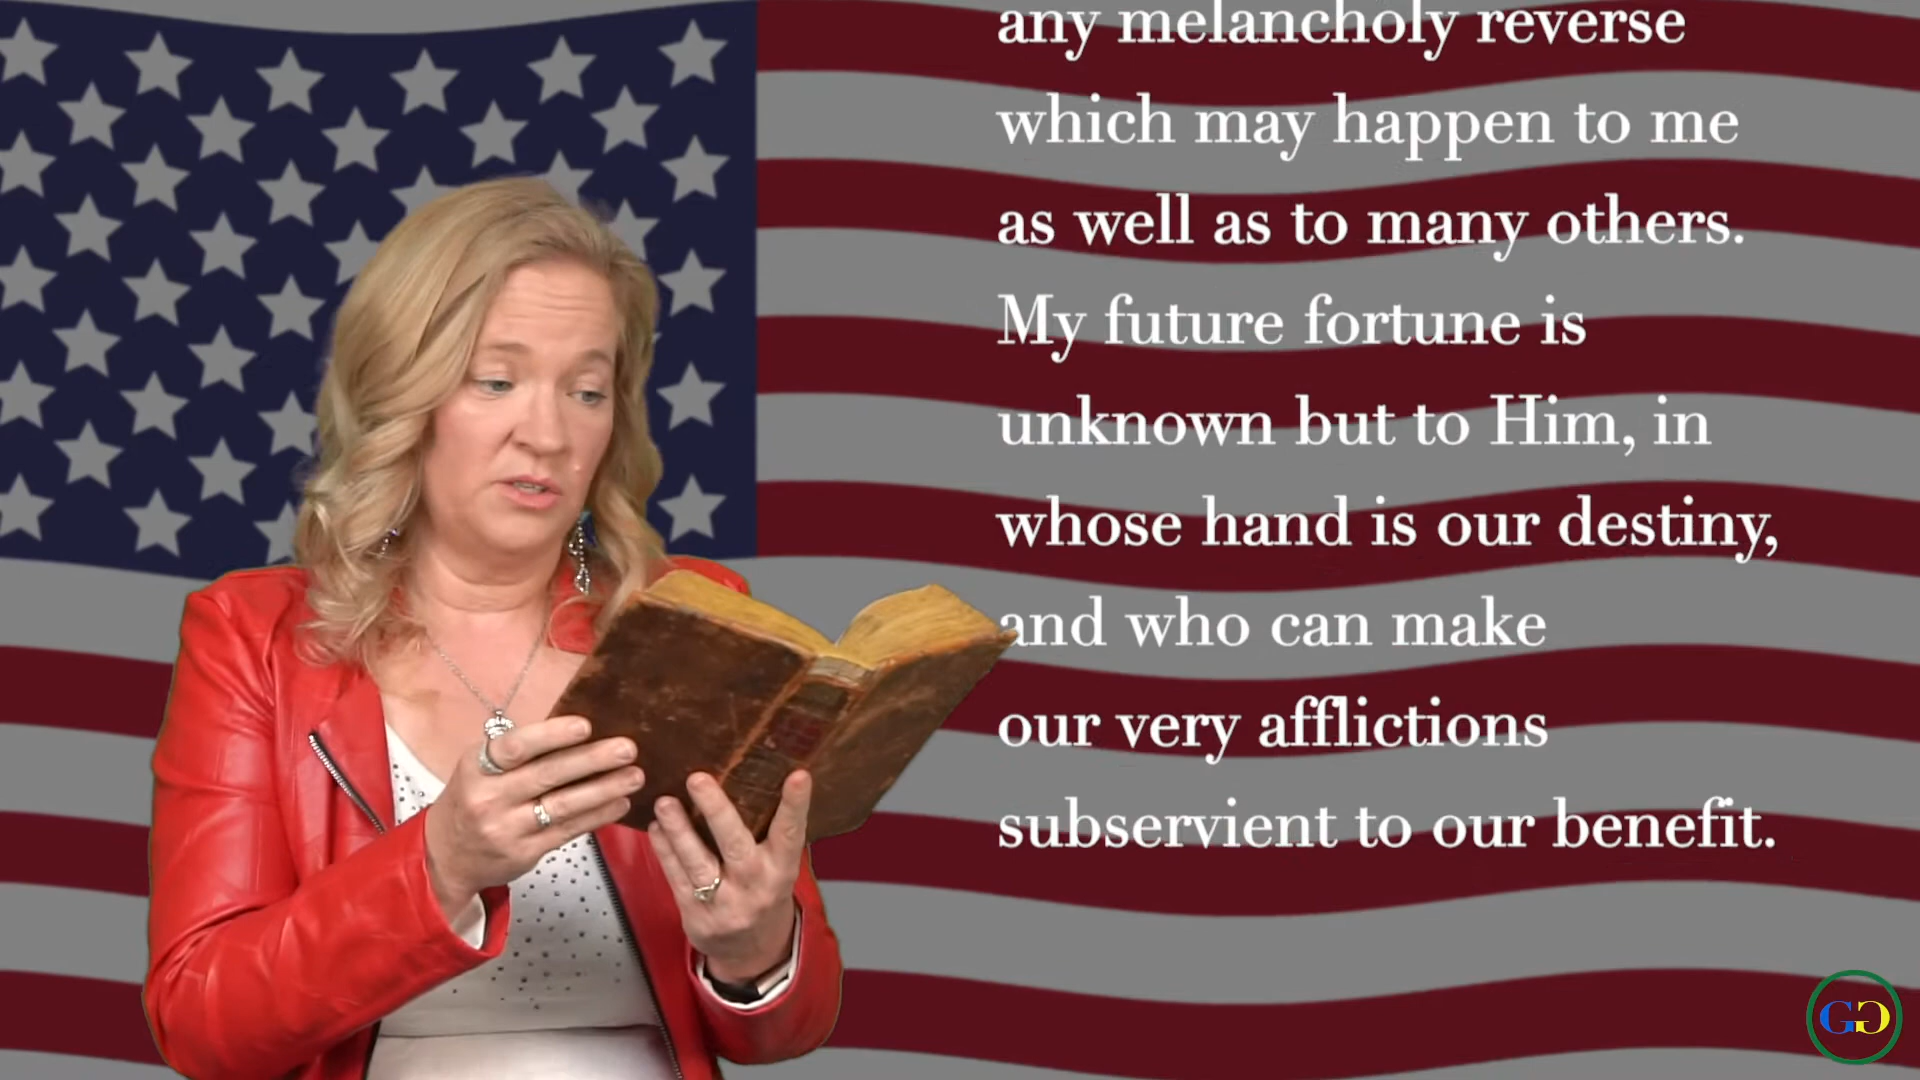 any melancholy reverse
which may happen to me
as well as to many others.
My future fortune is
unknown but to Him, in
whose hand is our destiny,
and who can make
our very afflictions
subservient to our benefit.
GG